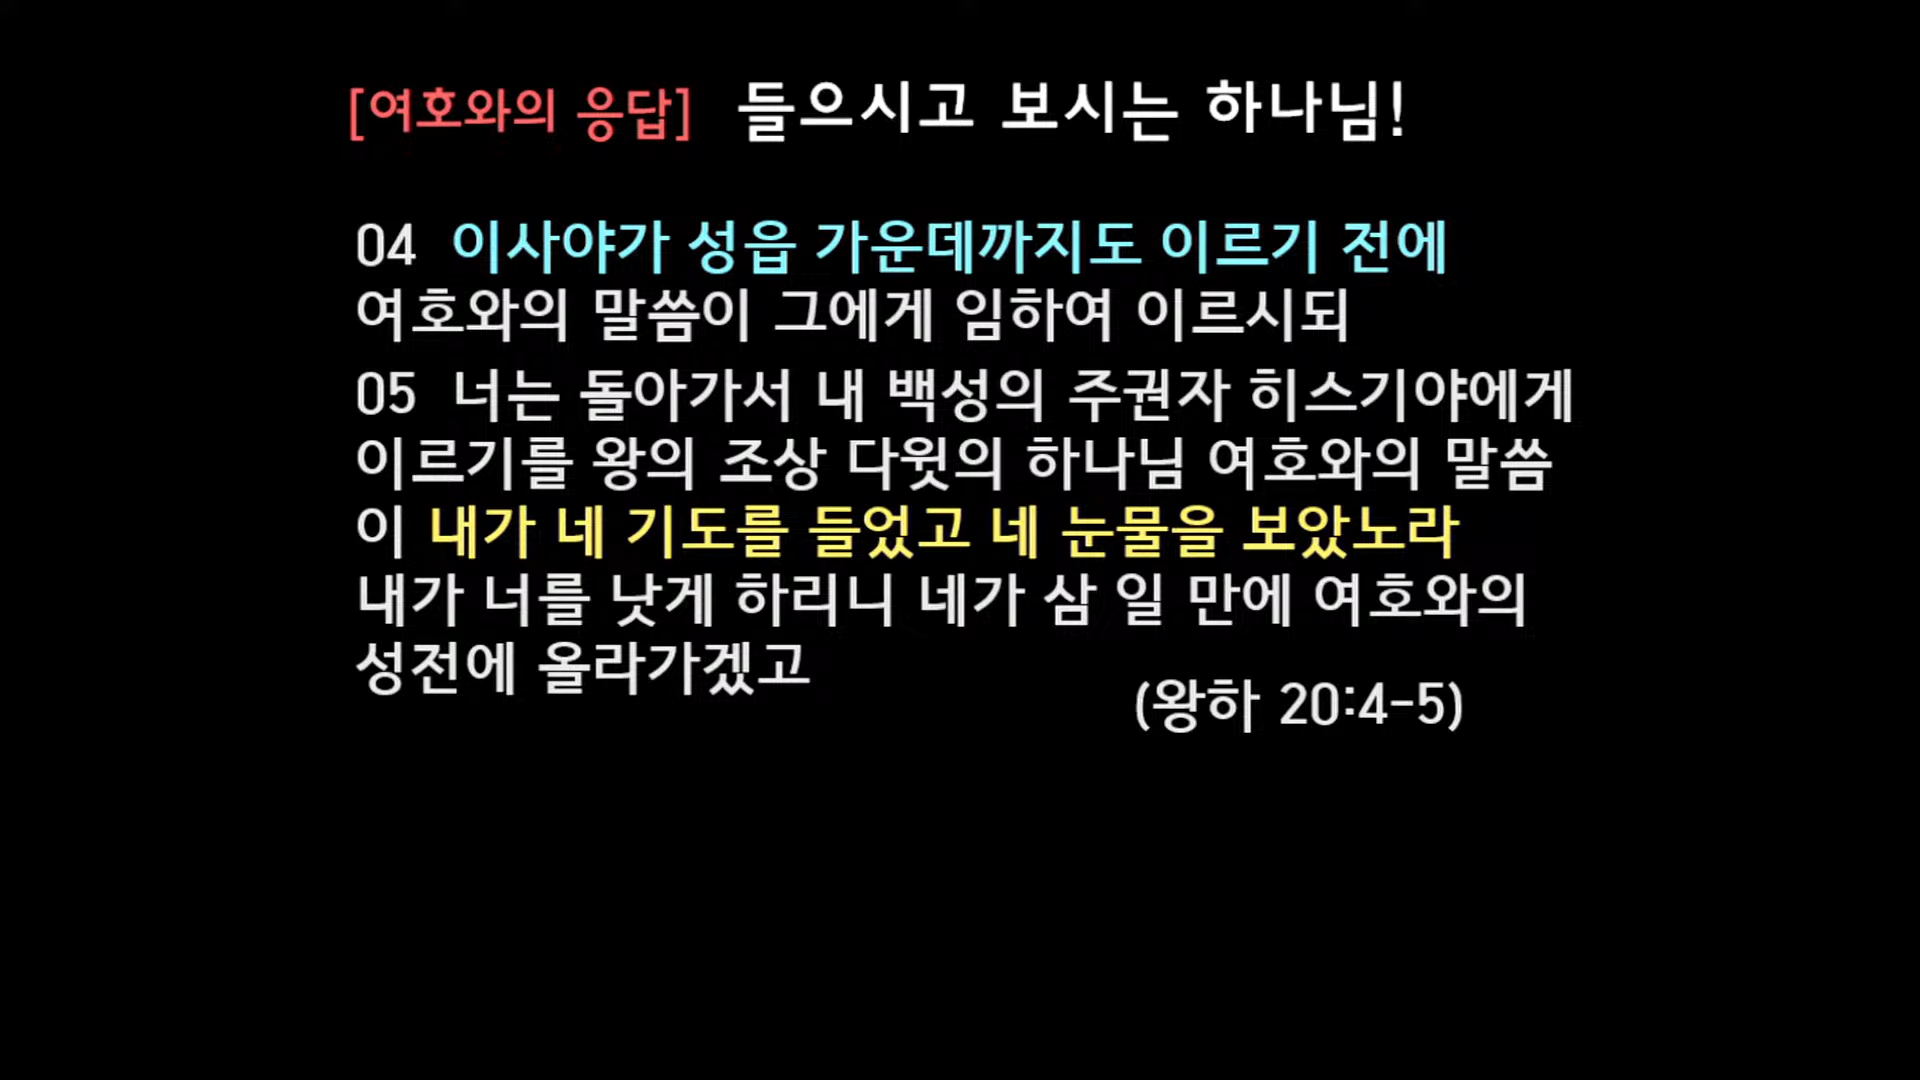 [여호와의 응답] 들으시고 보시는 하나님!
04 이사야가 성읍 가운데까지도 이르기 전에
여호와의 말씀이 그에게 임하여 이르시되
05 너는 돌아가서 내 백성의 주권자 히스기야에게
이르기를 왕의 조상 다윗의 하나님 여호와의 말씀
이 내가 네 기도를 들었고 네 눈물을 보았노라
내가 너를 낫게 하리니 네가 삼 일 만에 여호와의
성전에 올라가겠고
(왕하 20:4-5)